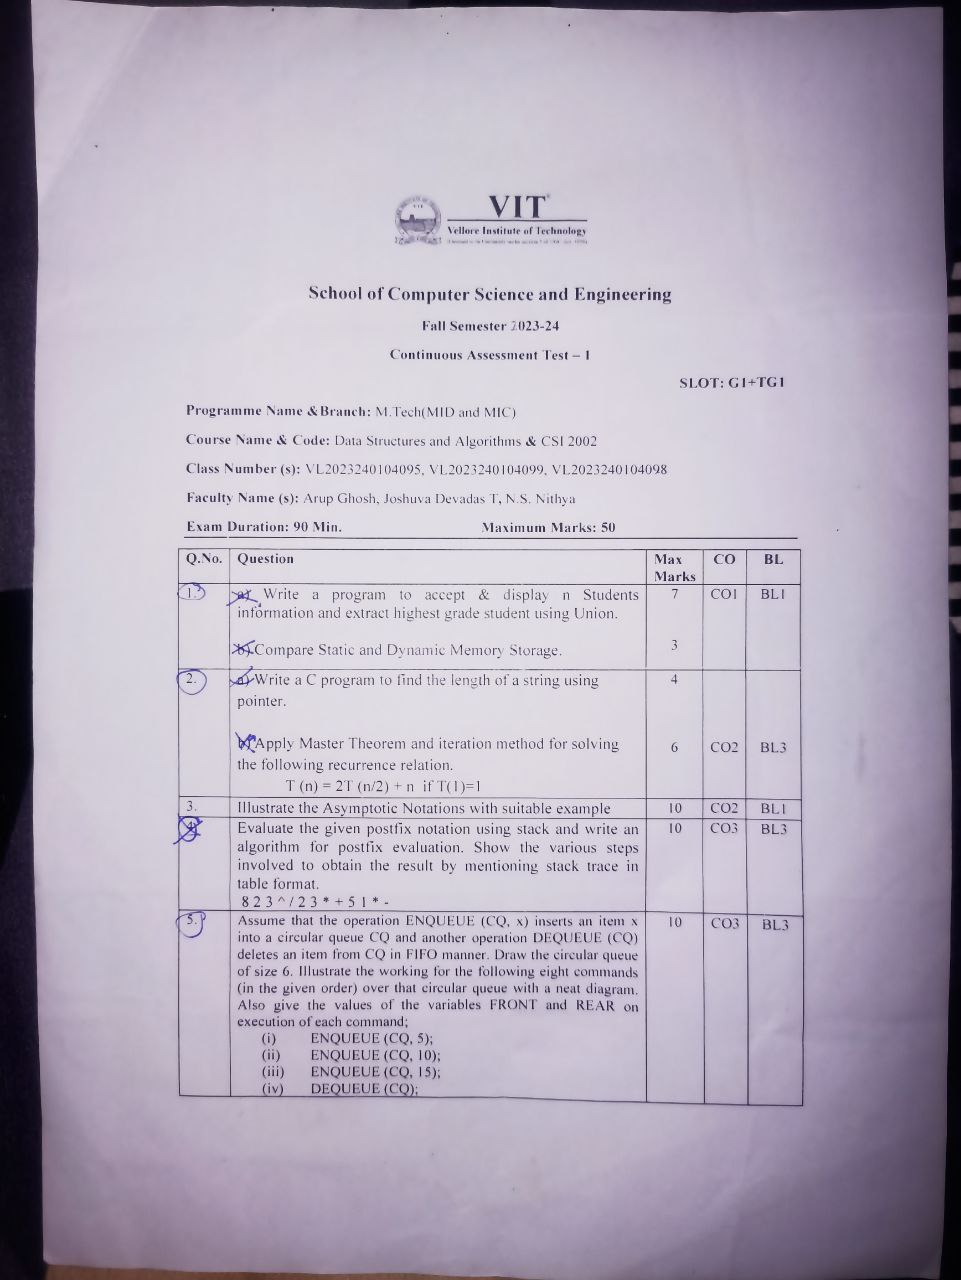 VIT
VIT
Vellore Institute of Technology
School of Computer Science and Engineering
Fall Semester 2023-24
Continuous Assessment Test – I
SLOT: G1+TG1
Programme Name &Branch: M.Tech(MID and MIC)
Course Name & Code: Data Structures and Algorithms & CSI 2002
Class Number (s): VL2023240104095, VL2023240104099, VL2023240104098
Faculty Name (s): Arup Ghosh, Joshuva Devadas T, N.S. Nithya
Exam Duration: 90 Min. Maximum Marks: 50
Q.No. Question Max Marks CO BL
1. a) Write a program to accept & display n Students 7 CO1 BL1
information and extract highest grade student using Union.
b) Compare Static and Dynamic Memory Storage. 3
2. a) Write a C program to find the length of a string using 4
pointer.
b) Apply Master Theorem and iteration method for solving 6 CO2 BL3
the following recurrence relation.
T (n) = 2T (n/2) + n if T(1)=1
3. Illustrate the Asymptotic Notations with suitable example 10 CO2 BL1
4. Evaluate the given postfix notation using stack and write an 10 CO3 BL3
algorithm for postfix evaluation. Show the various steps
involved to obtain the result by mentioning stack trace in
table format.
8 2 3 ^ / 2 3 * + 5 1 * -
5. Assume that the operation ENQUEUE (CQ, x) inserts an item x 10 CO3 BL3
into a circular queue CQ and another operation DEQUEUE (CQ)
deletes an item from CQ in FIFO manner. Draw the circular queue
of size 6. Illustrate the working for the following eight commands
(in the given order) over that circular queue with a neat diagram.
Also give the values of the variables FRONT and REAR on
execution of each command;
(i) ENQUEUE (CQ, 5);
(ii) ENQUEUE (CQ, 10);
(iii) ENQUEUE (CQ, 15);
(iv) DEQUEUE (CQ);